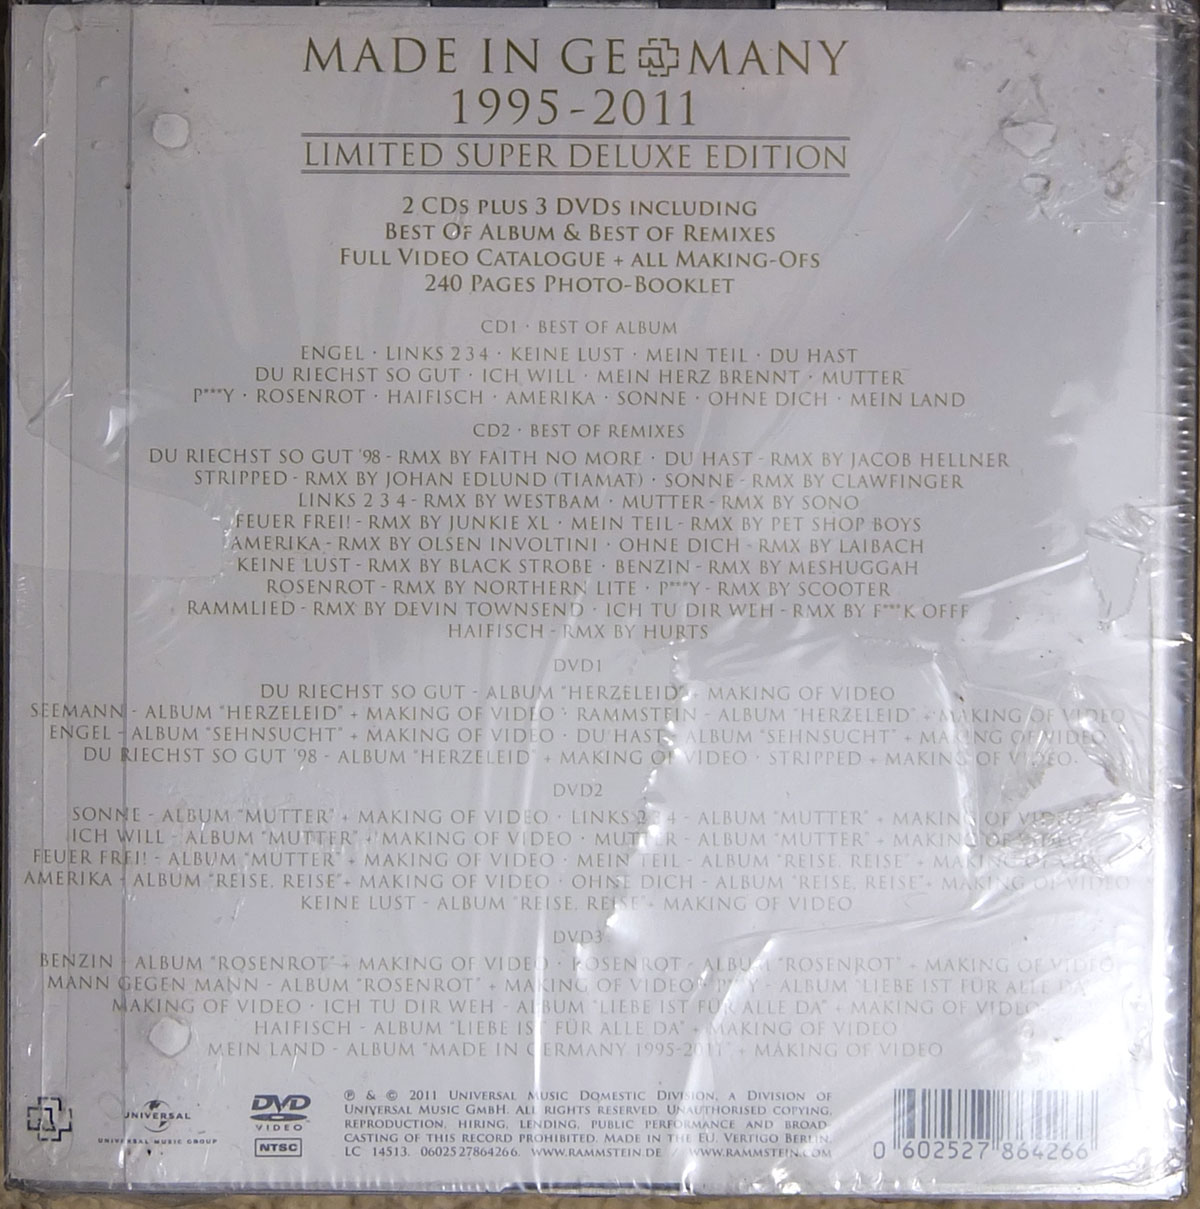 MADE IN GE MANY
1995-2011
LIMITED SUPER DELUXE EDITION
2 CDs PLUS 3 DVDs INCLUDING
BEST OF ALBUM & BEST OF REMIXES
FULL VIDEO CATALOGUE + ALL MAKING-OFS
240 PAGES PHOTO-BOOKLET
CD1 · BEST OF ALBUM
ENGEL · LINKS 2 3 4 · KEINE LUST · MEIN TEIL · DU HAST
DU RIECHST SO GUT · ICH WILL · MEIN HERZ BRENNT · MUTTER
P***Y · ROSENROT · HAIFISCH · AMERIKA · SONNE · OHNE DICH · MEIN LAND
CD2 · BEST OF REMIXES
DU RIECHST SO GUT '98 - RMX BY FAITH NO MORE · DU HAST - RMX BY JACOB HELLNER
STRIPPED - RMX BY JOHAN EDLUND (TIAMAT) · SONNE - RMX BY CLAWFINGER
LINKS 2 3 4 - RMX BY WESTBAM · MUTTER - RMX BY SONO
FEUER FREI! - RMX BY JUNKIE XL · MEIN TEIL - RMX BY PET SHOP BOYS
AMERIKA - RMX BY OLSEN INVOLTINI · OHNE DICH - RMX BY LAIBACH
KEINE LUST - RMX BY BLACK STROBE · BENZIN - RMX BY MESHUGGAH
ROSENROT - RMX BY NORTHERN LITE · P***Y - RMX BY SCOOTER
RAMMLIED - RMX BY DEVIN TOWNSEND · ICH TU DIR WEH - RMX BY F***K OFFF
HAIFISCH - RMX BY HURTS
DVD1
DU RIECHST SO GUT - ALBUM "HERZELEID" + MAKING OF VIDEO
SEEMANN - ALBUM "HERZELEID" + MAKING OF VIDEO · RAMMSTEIN - ALBUM "HERZELEID" + MAKING OF VIDEO
ENGEL - ALBUM "SEHNSUCHT" + MAKING OF VIDEO · DU HAST - ALBUM "SEHNSUCHT" + MAKING OF VIDEO
DU RIECHST SO GUT '98 - ALBUM "HERZELEID" + MAKING OF VIDEO · STRIPPED + MAKING OF VIDEO
DVD2
SONNE - ALBUM "MUTTER" + MAKING OF VIDEO · LINKS 2 3 4 - ALBUM "MUTTER" + MAKING OF VIDEO
ICH WILL - ALBUM "MUTTER" + MAKING OF VIDEO · MUTTER - ALBUM "MUTTER" + MAKING OF VIDEO
FEUER FREI! - ALBUM "MUTTER" + MAKING OF VIDEO · MEIN TEIL - ALBUM "REISE, REISE" + MAKING OF VIDEO
AMERIKA - ALBUM "REISE, REISE" + MAKING OF VIDEO · OHNE DICH - ALBUM "REISE, REISE" + MAKING OF VIDEO
KEINE LUST - ALBUM "REISE, REISE" + MAKING OF VIDEO
DVD3
BENZIN - ALBUM "ROSENROT" + MAKING OF VIDEO · ROSENROT - ALBUM "ROSENROT" + MAKING OF VIDEO
MANN GEGEN MANN - ALBUM "ROSENROT" + MAKING OF VIDEO · P***Y - ALBUM "LIEBE IST FÜR ALLE DA"
MAKING OF VIDEO · ICH TU DIR WEH - ALBUM "LIEBE IST FÜR ALLE DA" + MAKING OF VIDEO
HAIFISCH - ALBUM "LIEBE IST FÜR ALLE DA" + MAKING OF VIDEO
MEIN LAND - ALBUM "MADE IN GERMANY 1995-2011" + MAKING OF VIDEO
UNIVERSAL
UNIVERSAL MUSIC GROUP
DVD
VIDEO
NTSC
℗ & © 2011 UNIVERSAL MUSIC DOMESTIC DIVISION, A DIVISION OF
UNIVERSAL MUSIC GMBH. ALL RIGHTS RESERVED. UNAUTHORISED COPYING,
REPRODUCTION, HIRING, LENDING, PUBLIC PERFORMANCE AND BROAD-
CASTING OF THIS RECORD PROHIBITED. MADE IN THE EU. VERTIGO BERLIN.
LC 14513. 0602527864266. WWW.RAMMSTEIN.DE / WWW.RAMMSTEIN.COM
0 602527 864266